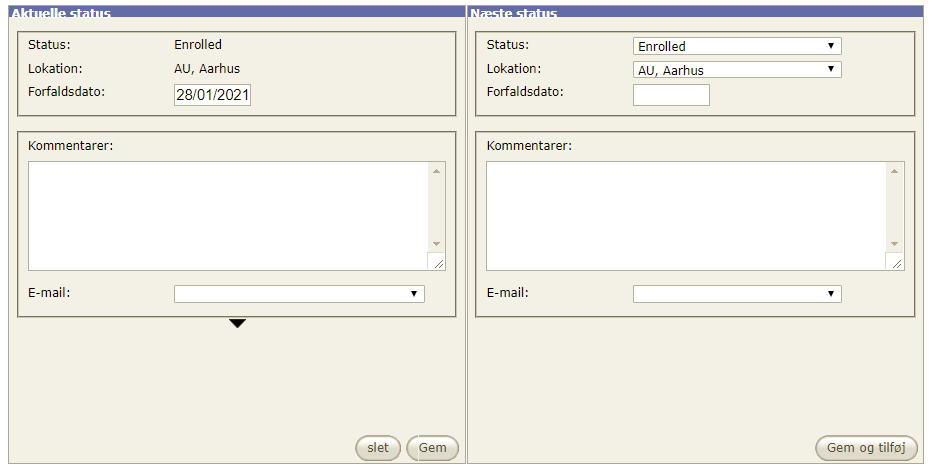 Aktuelle status
Status: Enrolled
Lokation: AU, Aarhus
Forfaldsdato: 28/01/2021
Kommentarer:
E-mail:
slet Gem
Næste status
Status: Enrolled
Lokation: AU, Aarhus
Forfaldsdato:
Kommentarer:
E-mail:
Gem og tilføj